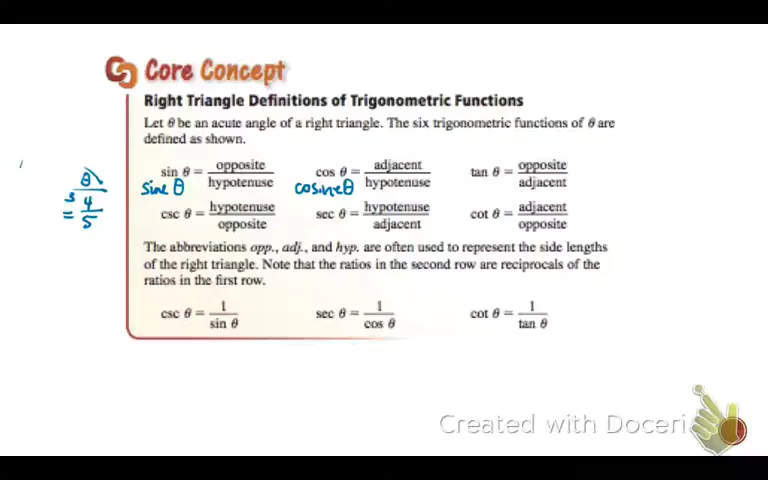 Core Concept
Right Triangle Definitions of Trigonometric Functions
Let θ be an acute angle of a right triangle. The six trigonometric functions of θ are
defined as shown.
sin θ = opposite/hypotenuse cos θ = adjacent/hypotenuse tan θ = opposite/adjacent
sine θ cosine θ
θ
3
= 4/5
csc θ = hypotenuse/opposite sec θ = hypotenuse/adjacent cot θ = adjacent/opposite
The abbreviations opp., adj., and hyp. are often used to represent the side lengths
of the right triangle. Note that the ratios in the second row are reciprocals of the
ratios in the first row.
csc θ = 1/sin θ sec θ = 1/cos θ cot θ = 1/tan θ
Created with Doceri